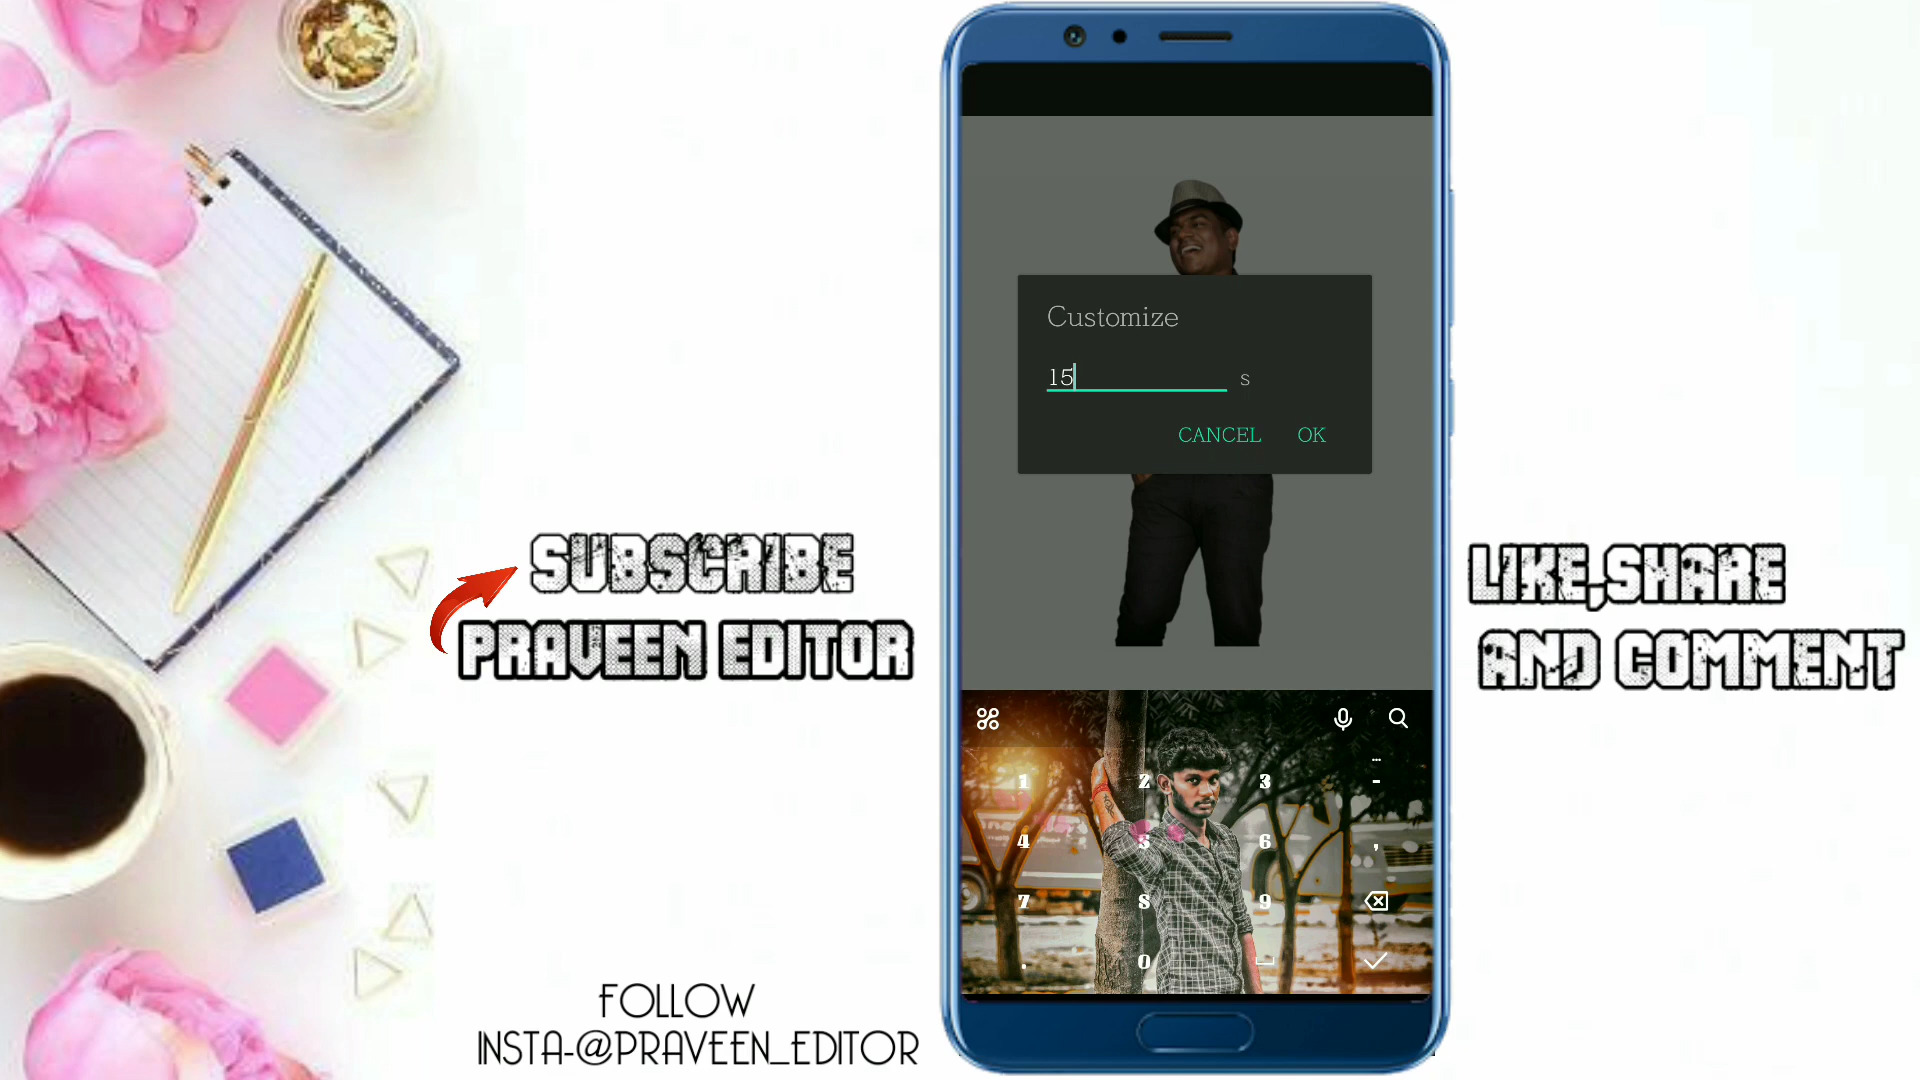 Customize
15 s
CANCEL OK
SUBSCRIBE
PRAVEEN EDITOR
LIKE,SHARE
AND COMMENT
1 2 3 -
4 5 6 ,
7 8 9
. 0
FOLLOW
INSTA-@PRAVEEN_EDITOR